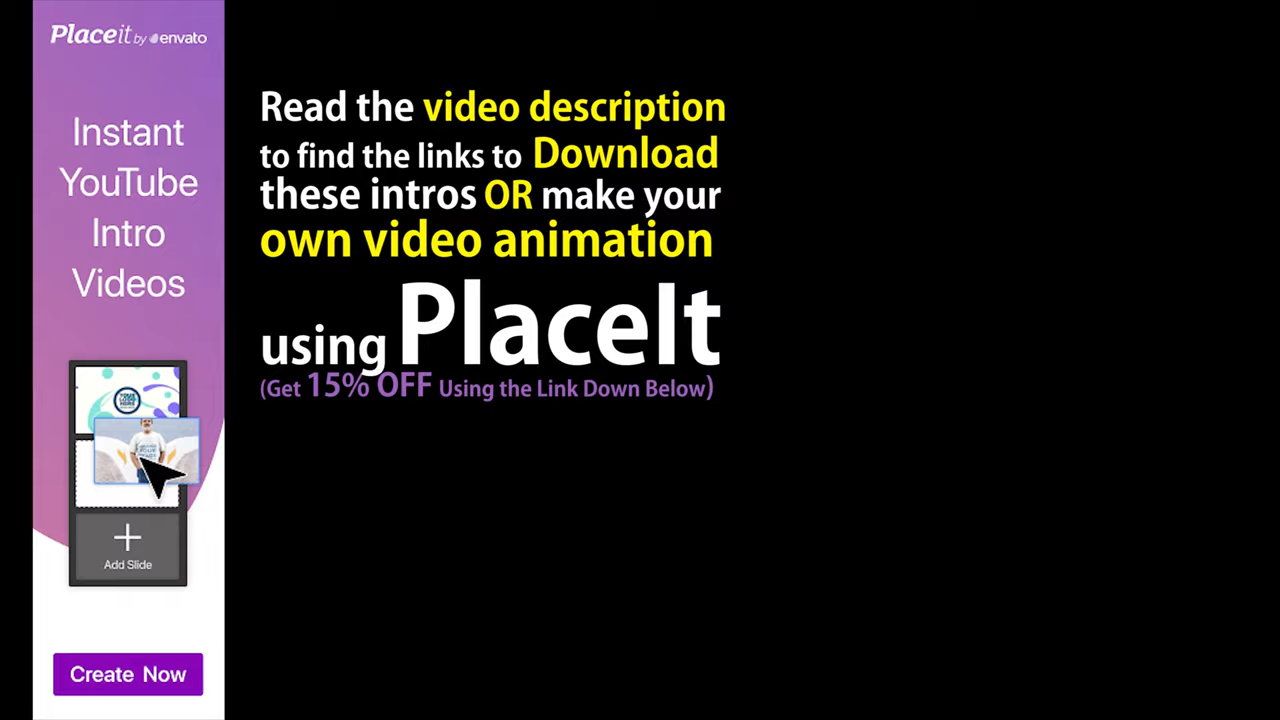 Placeit by envato
Instant
YouTube
Intro
Videos
Add Slide
Create Now
Read the video description
to find the links to Download
these intros OR make your
own video animation
using PlaceIt
(Get 15% OFF Using the Link Down Below)